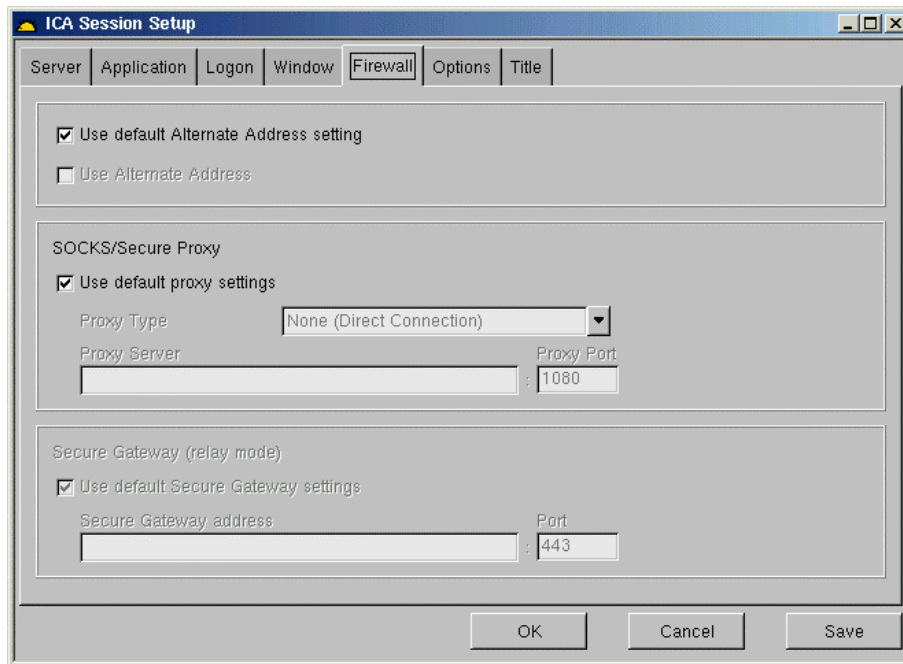 ICA Session Setup
Server Application Logon Window Firewall Options Title
Use default Alternate Address setting
Use Alternate Address
SOCKS/Secure Proxy
Use default proxy settings
Proxy Type None (Direct Connection)
Proxy Server Proxy Port
: 1080
Secure Gateway (relay mode)
Use default Secure Gateway settings
Secure Gateway address Port
: 443
OK Cancel Save